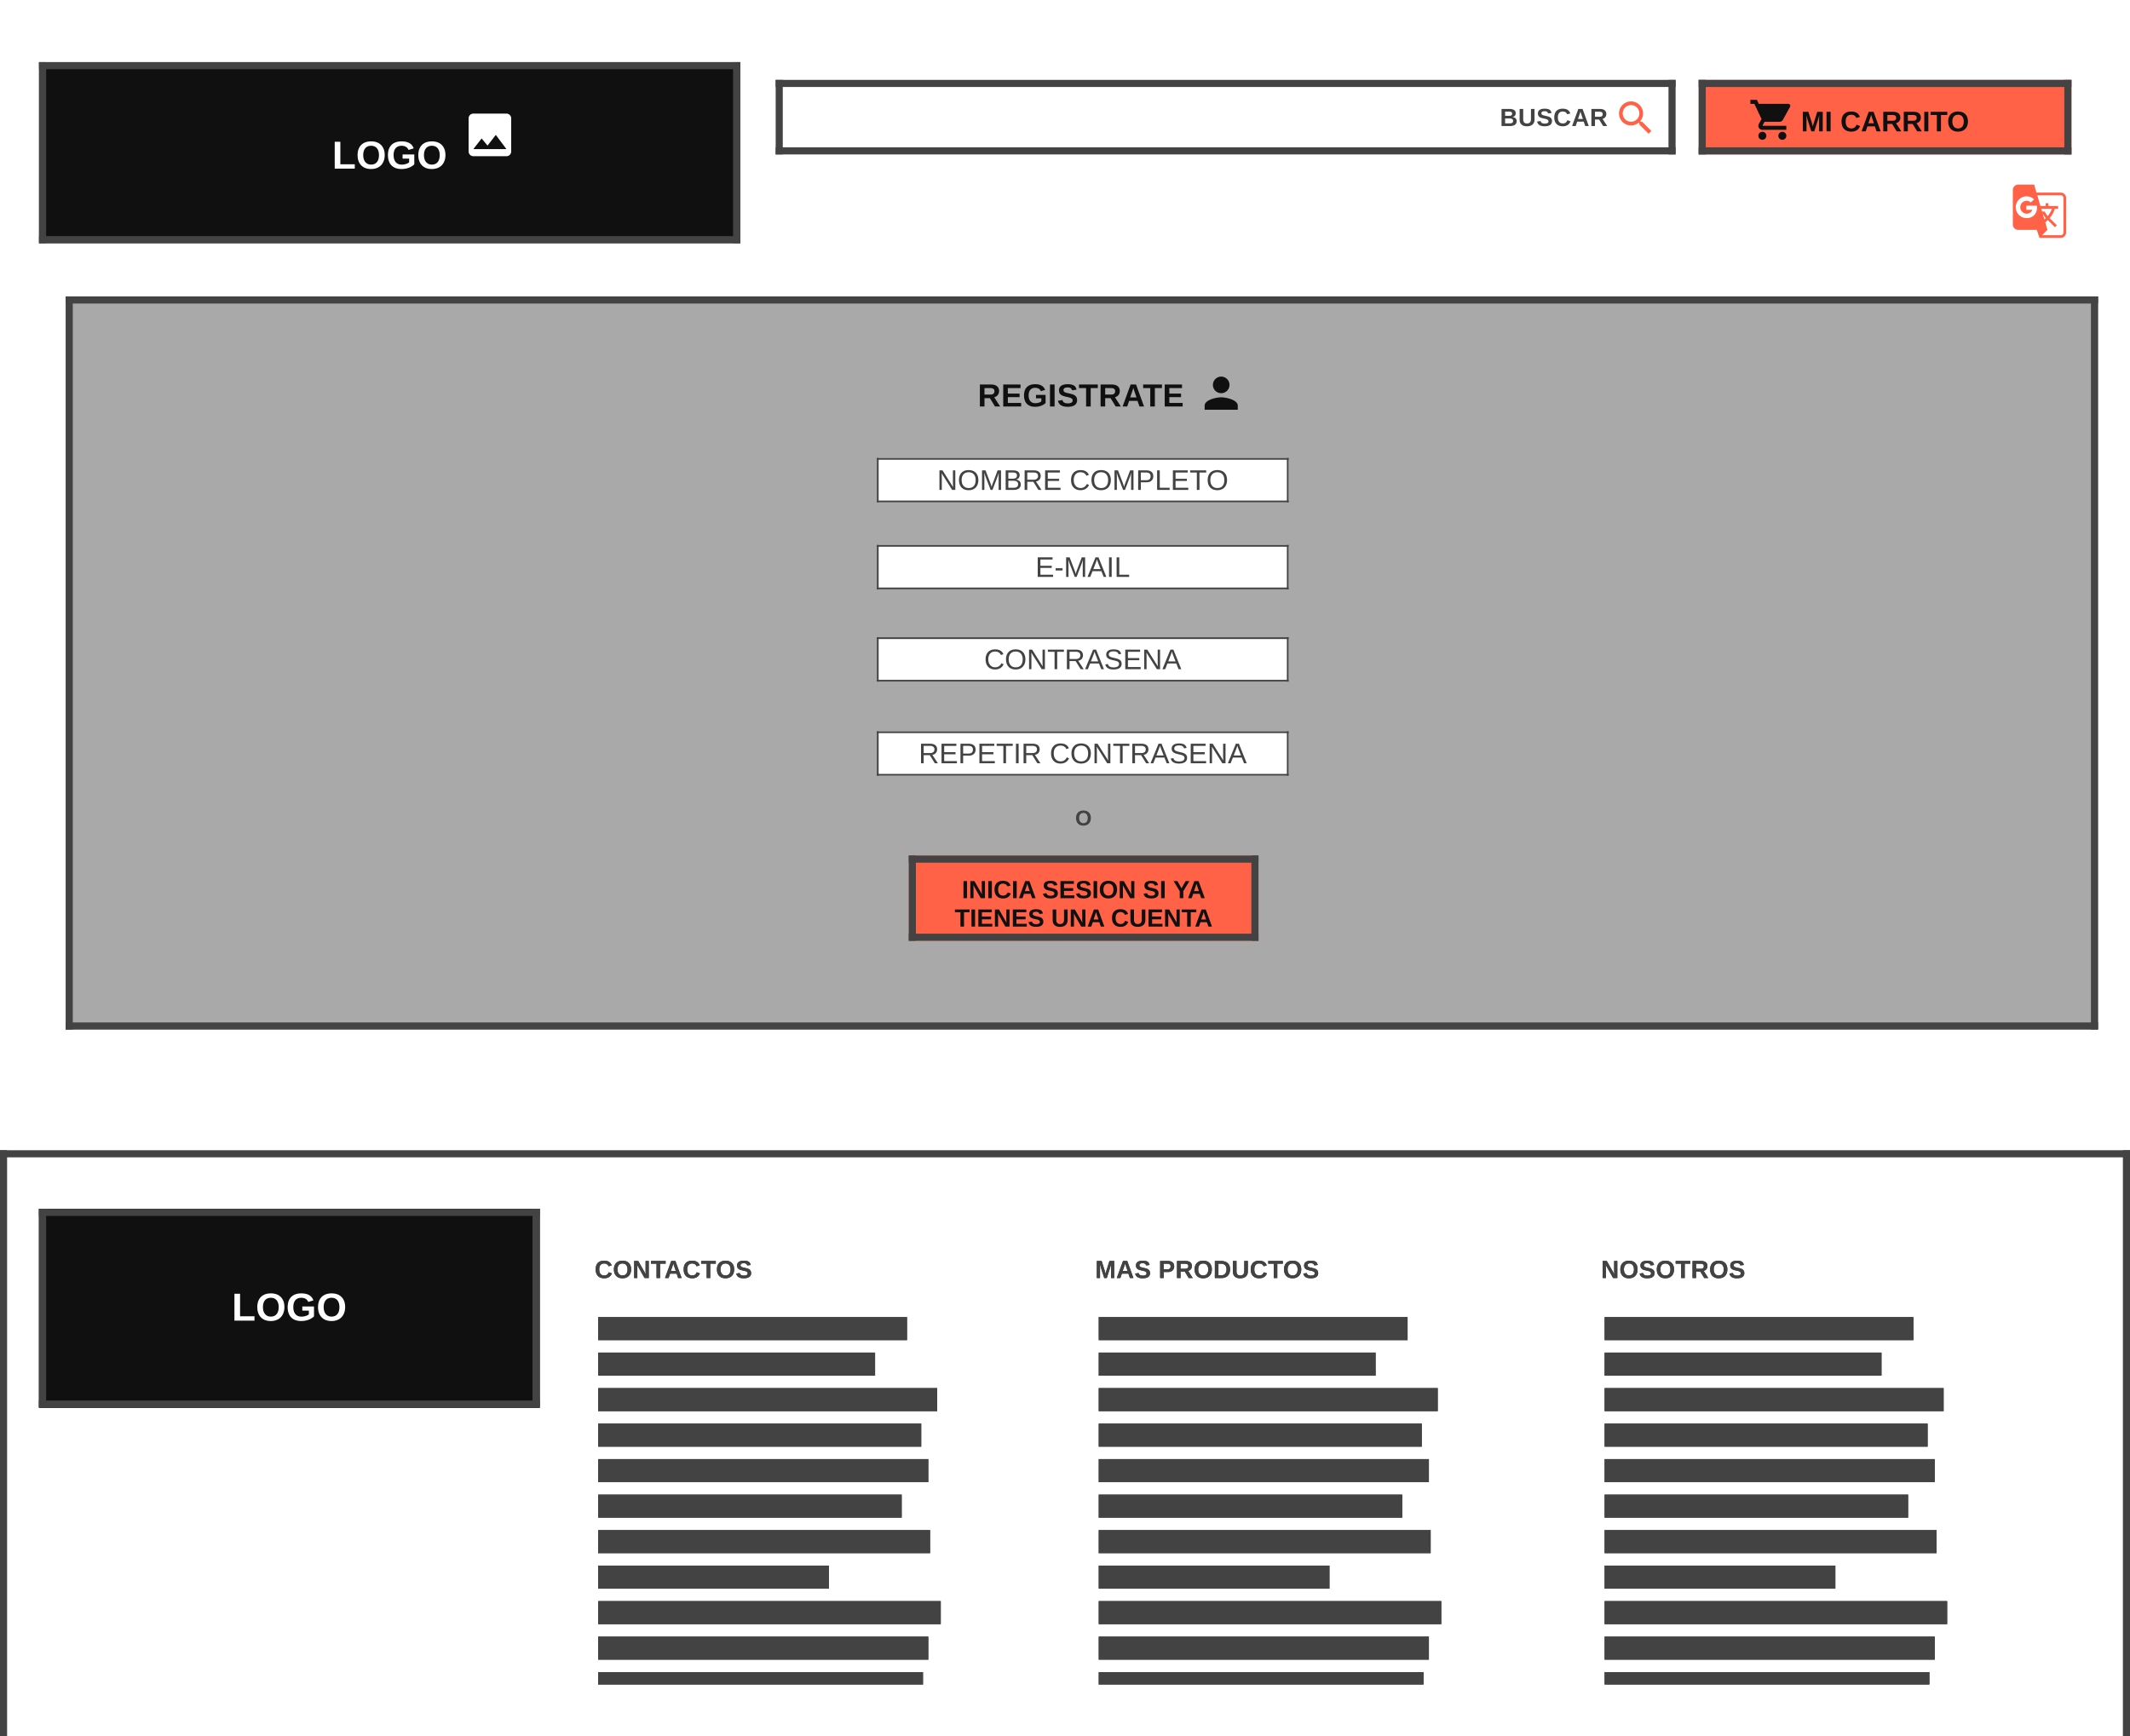 LOGO
BUSCAR
MI CARRITO
REGISTRATE
NOMBRE COMPLETO
E-MAIL
CONTRASENA
REPETIR CONTRASENA
O
INICIA SESION SI YA
TIENES UNA CUENTA
LOGO
CONTACTOS
MAS PRODUCTOS
NOSOTROS